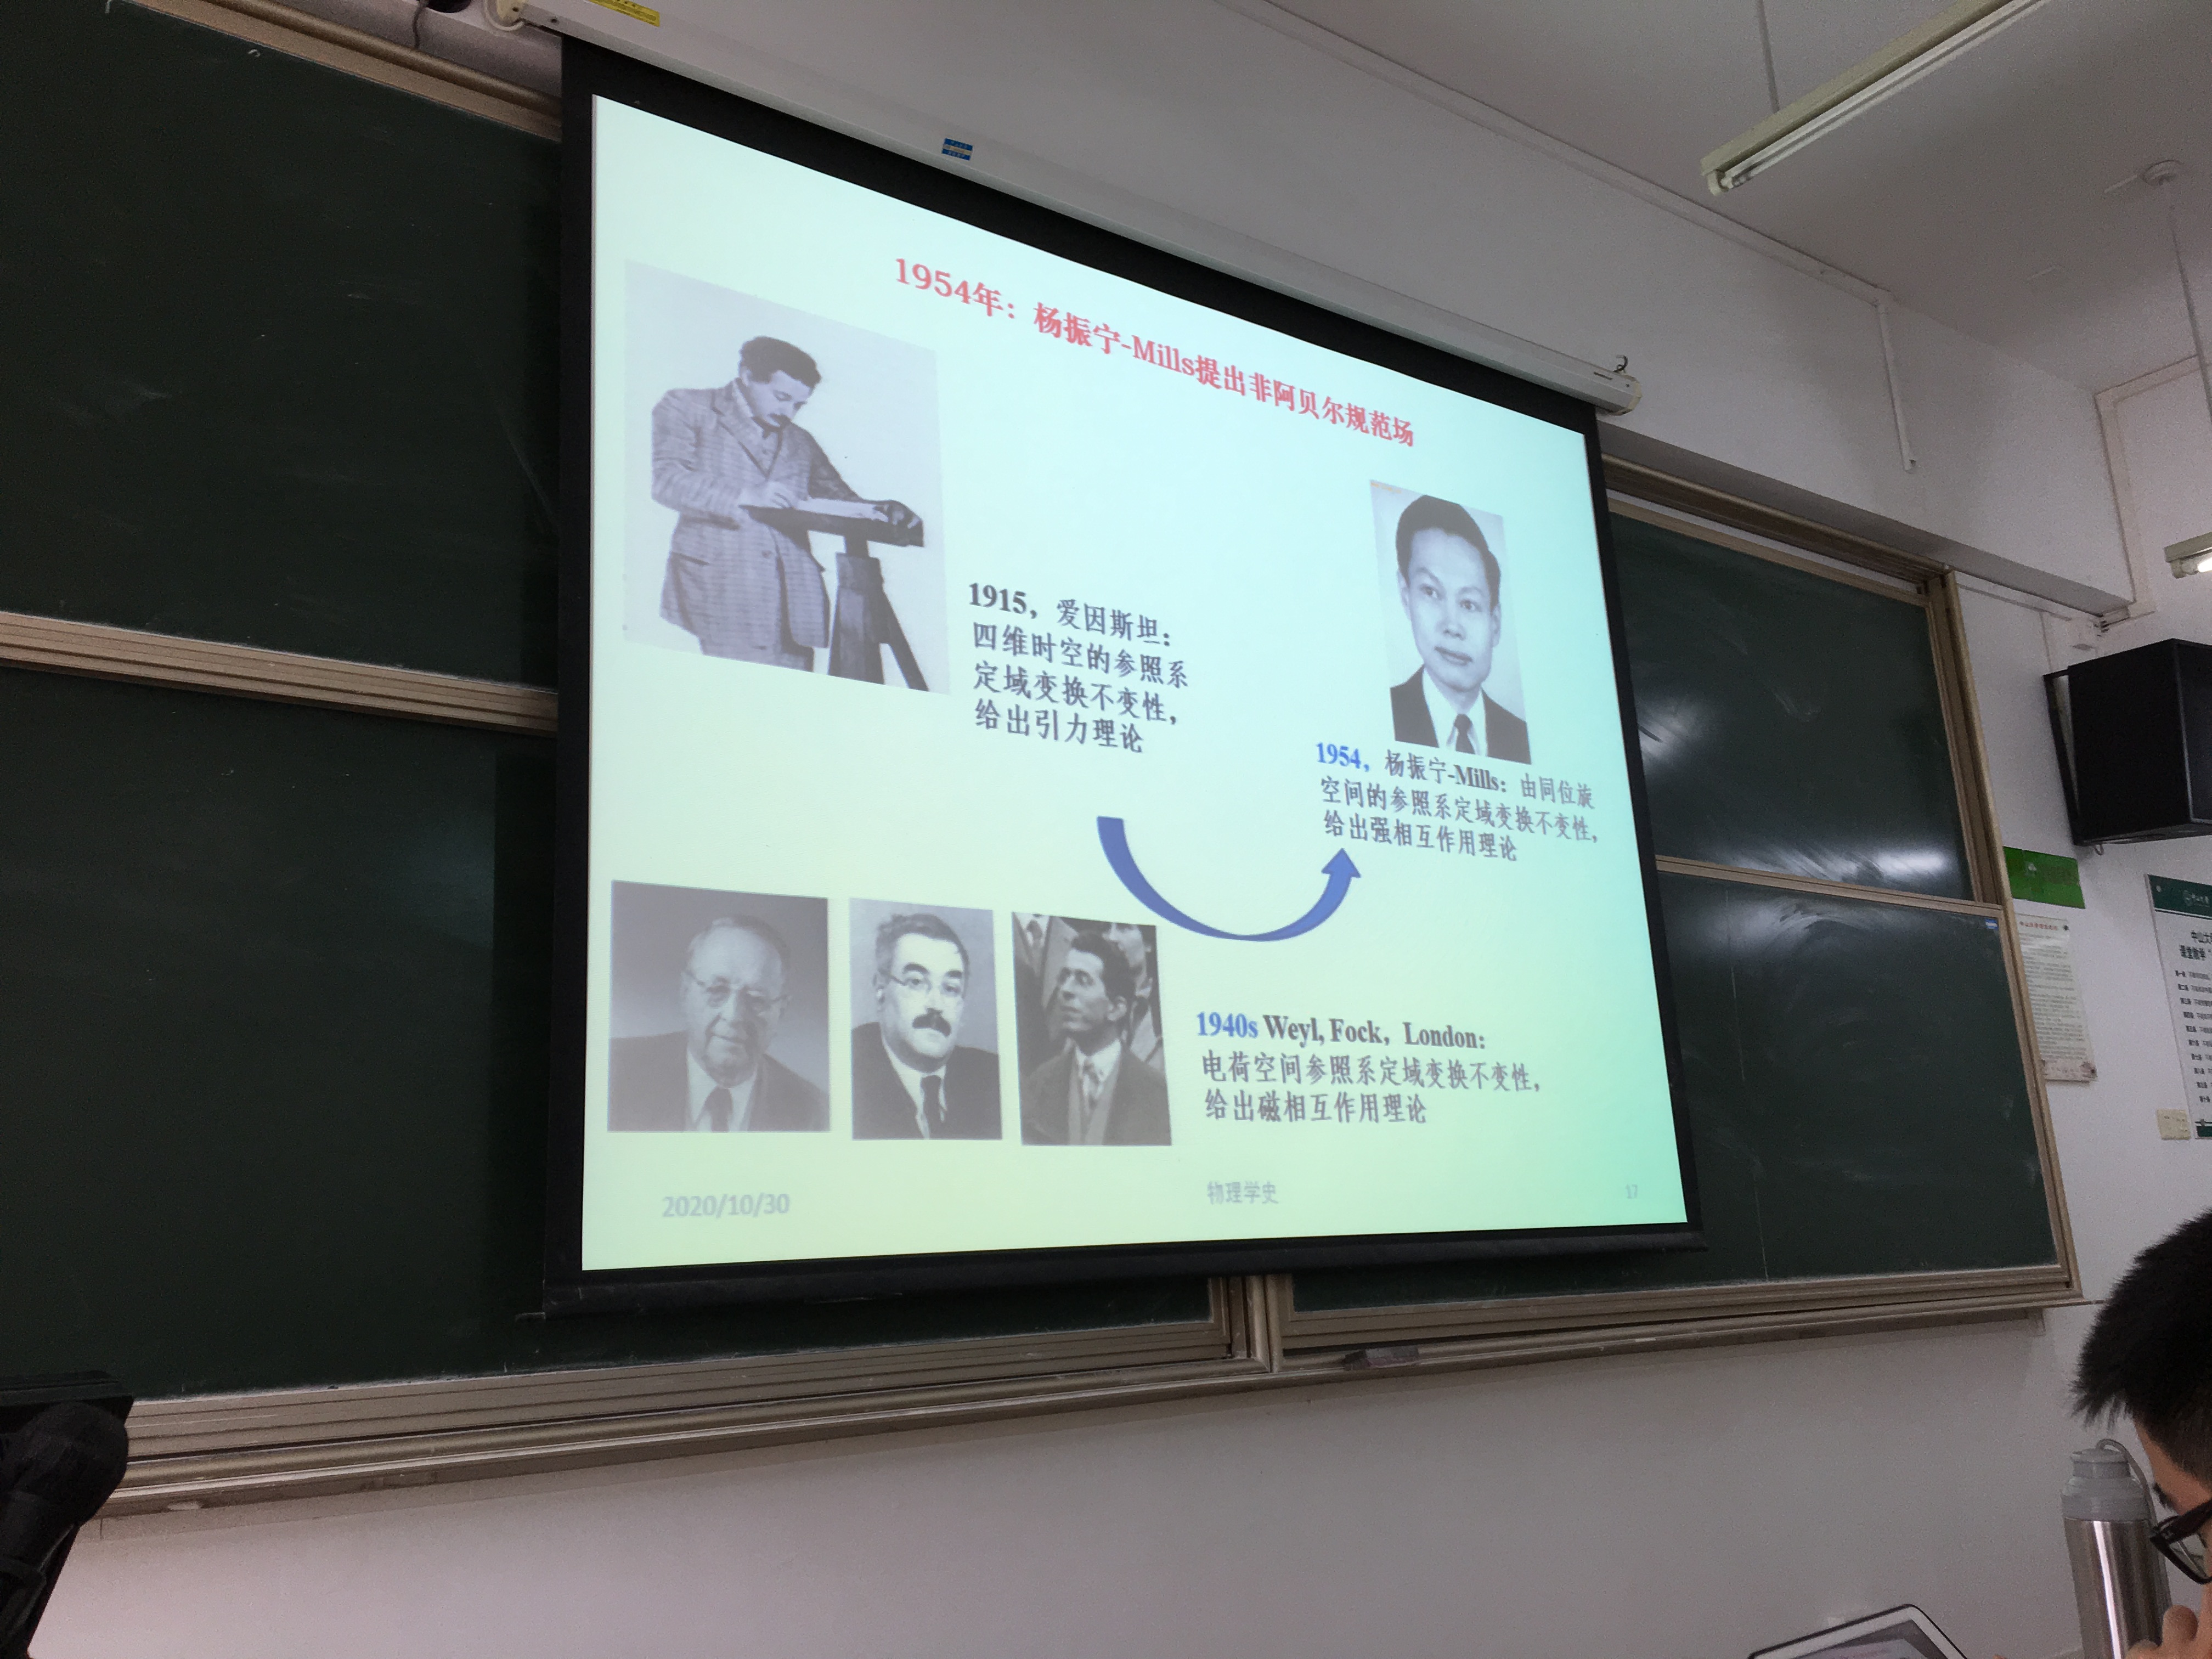 1954年：杨振宁-Mills提出非阿贝尔规范场
1915，爱因斯坦：
四维时空的参照系
定域变换不变性，
给出引力理论
1954，杨振宁-Mills：由同位旋
空间的参照系定域变换不变性，
给出强相互作用理论
1940s Weyl, Fock，London:
电荷空间参照系定域变换不变性，
给出磁相互作用理论
2020/10/30
物理学史
17